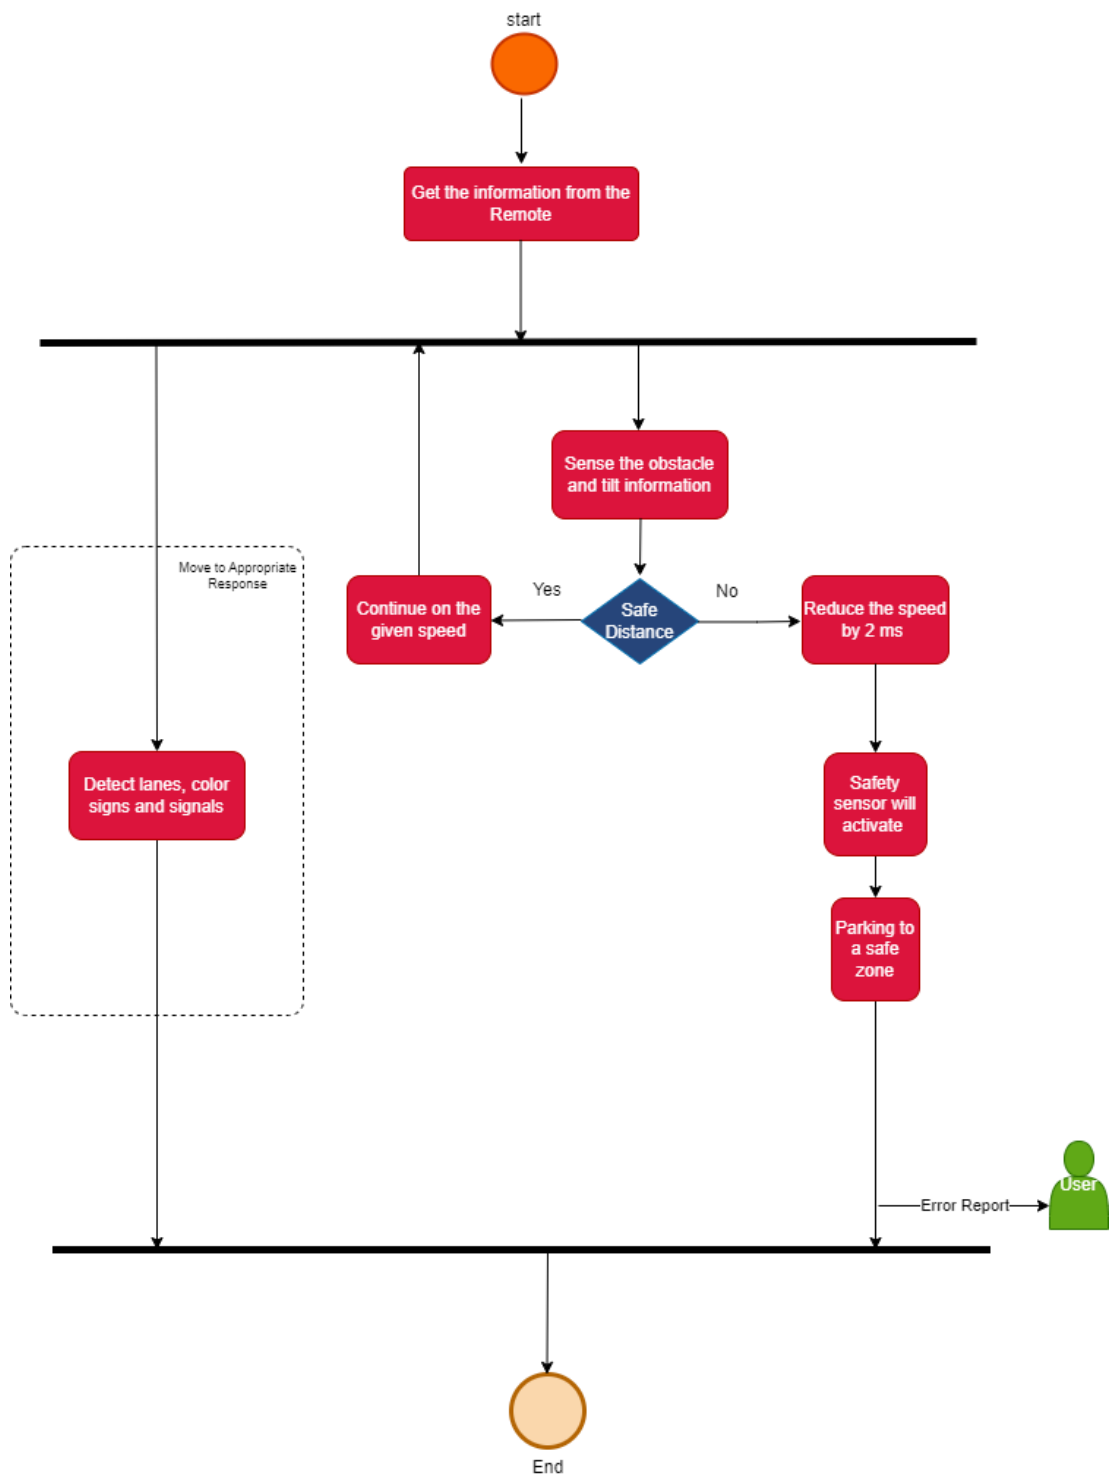 start
Get the information from the
Remote
Sense the obstacle
and tilt information
Move to Appropriate
Response
Continue on the
given speed
Yes
Safe
Distance
No
Reduce the speed
by 2 ms
Detect lanes, color
signs and signals
Safety
sensor will
activate
Parking to
a safe
zone
Error Report
User
End